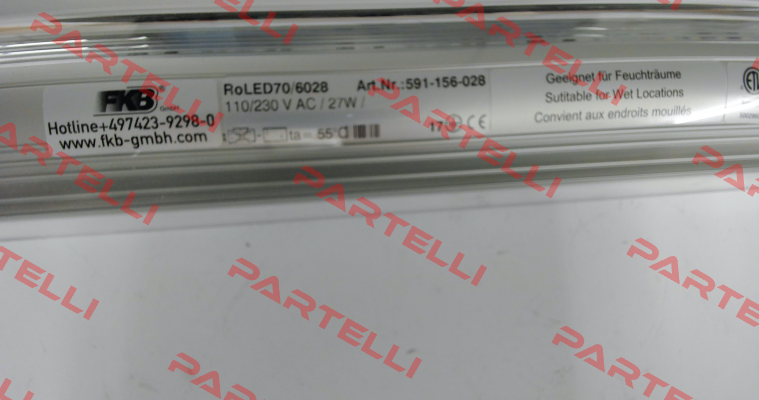 FKB® GmbH
Hotline+497423-9298-0
www.fkb-gmbh.com
RoLED70/6028 Art.Nr.:591-156-028
110/230 V AC / 27W /
ta = 55°
17 CE
Geeignet für Feuchträume
Sutitable for Wet Locations
Convient aux endroits mouillés
PARTELLI
PARTELLI
PARTELLI
PARTELLI
PARTELLI
PARTELLI
PARTELLI
PARTELLI